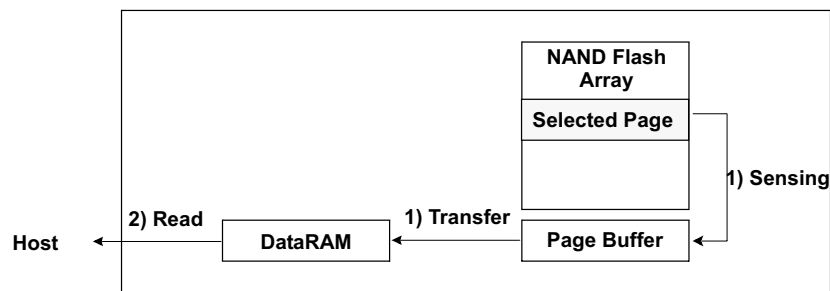 NAND Flash
Array
Selected Page
1) Sensing
2) Read
1) Transfer
Host
DataRAM
Page Buffer